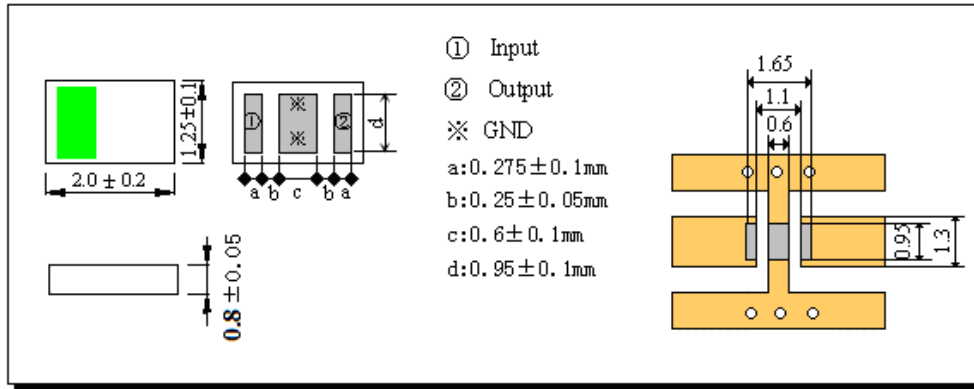 ① Input
② Output
※ GND
a:0.275±0.1mm
b:0.25±0.05mm
c:0.6±0.1mm
d:0.95±0.1mm
1.25±0.1
2.0 ± 0.2
0.8 ±0.05
①
※
※
②
d
a b c b a
1.65
1.1
0.6
0.95
1.3